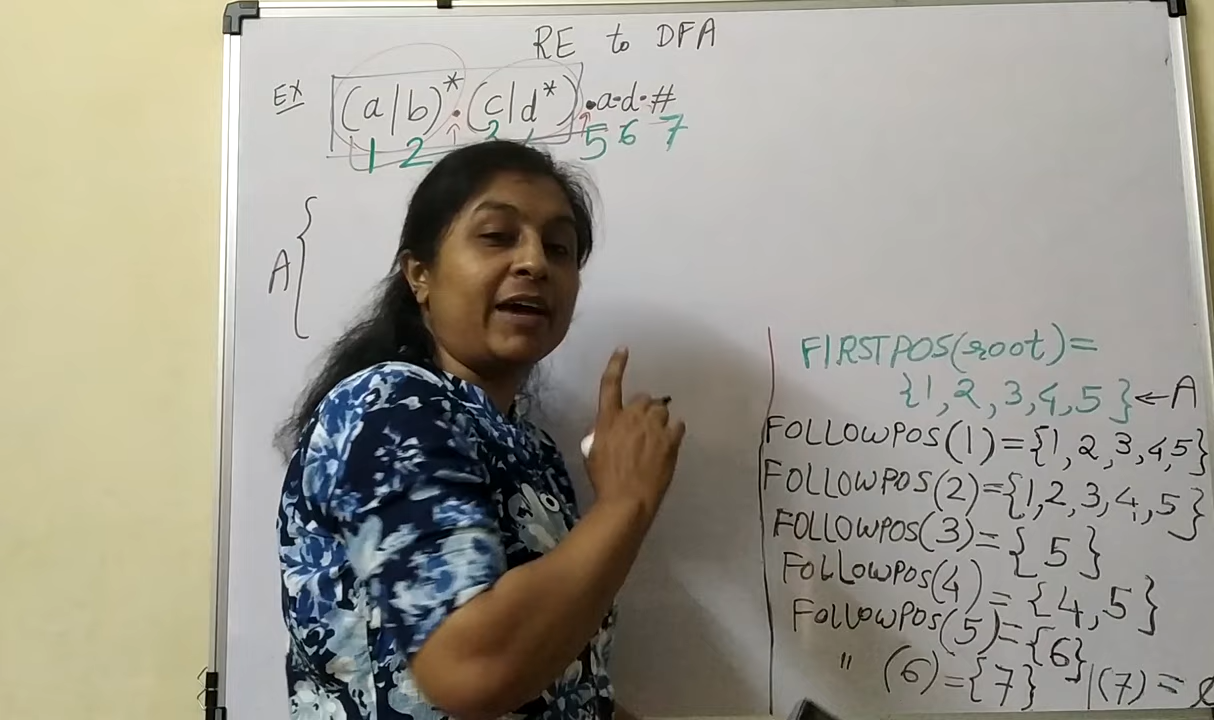 RE to DFA
Ex (a|b)*.(c|d*).a.d.#
1 2 3 5 6 7
A{
FIRSTPOS(root)=
{1,2,3,4,5}←A
FOLLOWPOS(1)={1,2,3,4,5}
FOLLOWPOS(2)={1,2,3,4,5}
FOLLOWPOS(3)={5}
FOLLOWPOS(4)={4,5}
FOLLOWPOS(5)={6}
" (6)={7} |(7)=